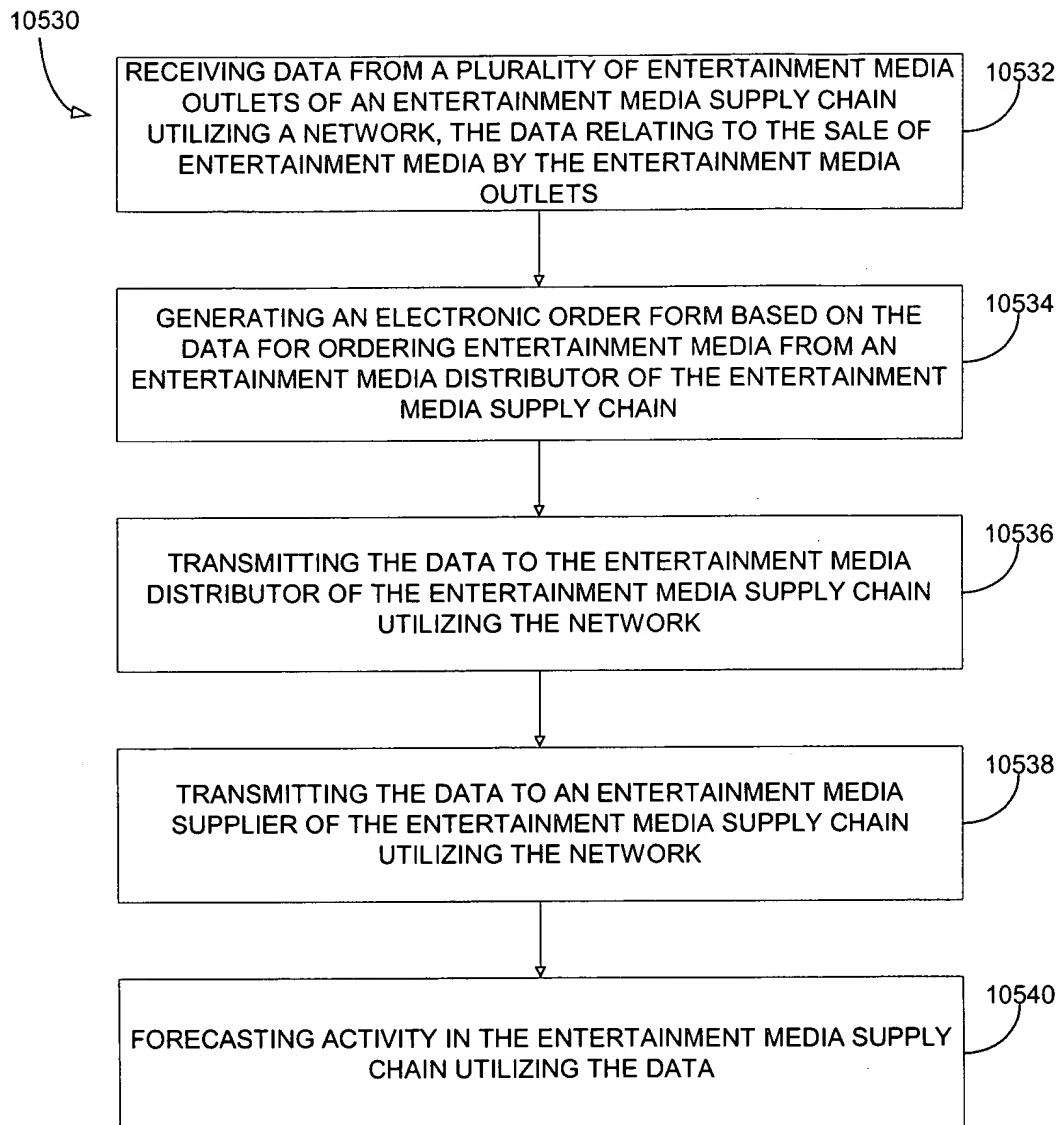 10530
RECEIVING DATA FROM A PLURALITY OF ENTERTAINMENT MEDIA
OUTLETS OF AN ENTERTAINMENT MEDIA SUPPLY CHAIN
UTILIZING A NETWORK, THE DATA RELATING TO THE SALE OF
ENTERTAINMENT MEDIA BY THE ENTERTAINMENT MEDIA
OUTLETS
10532
GENERATING AN ELECTRONIC ORDER FORM BASED ON THE
DATA FOR ORDERING ENTERTAINMENT MEDIA FROM AN
ENTERTAINMENT MEDIA DISTRIBUTOR OF THE ENTERTAINMENT
MEDIA SUPPLY CHAIN
10534
TRANSMITTING THE DATA TO THE ENTERTAINMENT MEDIA
DISTRIBUTOR OF THE ENTERTAINMENT MEDIA SUPPLY CHAIN
UTILIZING THE NETWORK
10536
TRANSMITTING THE DATA TO AN ENTERTAINMENT MEDIA
SUPPLIER OF THE ENTERTAINMENT MEDIA SUPPLY CHAIN
UTILIZING THE NETWORK
10538
FORECASTING ACTIVITY IN THE ENTERTAINMENT MEDIA SUPPLY
CHAIN UTILIZING THE DATA
10540